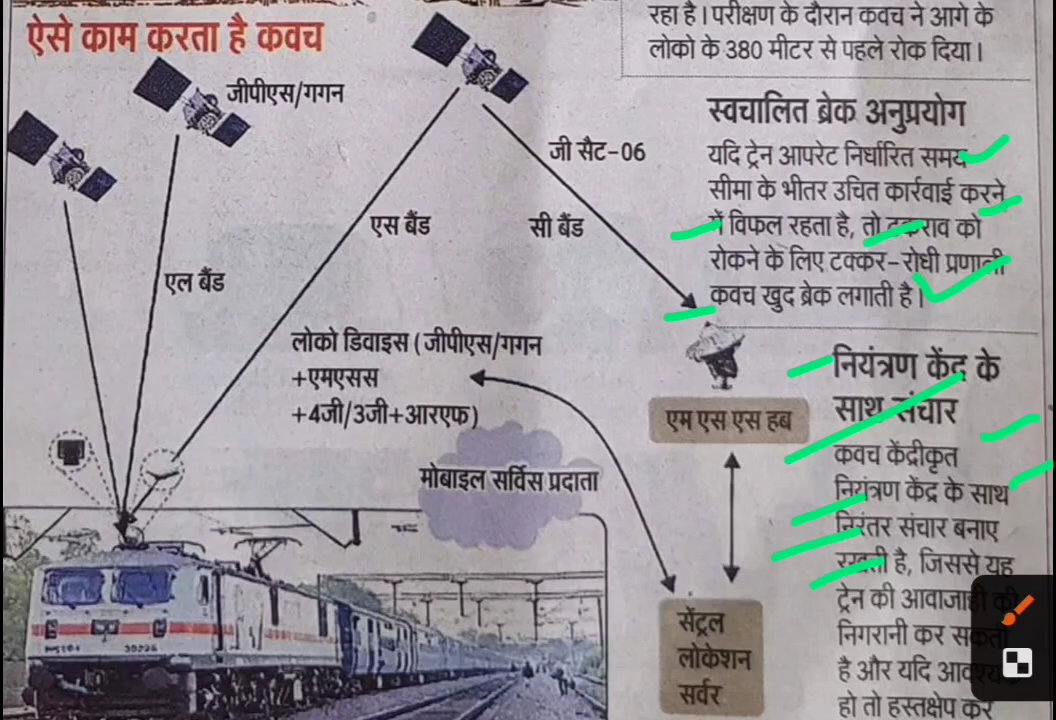 रहा है। परीक्षण के दौरान कवच ने आगे के
लोको के 380 मीटर से पहले रोक दिया।
ऐसे काम करता है कवच
जीपीएस/गगन
जी सैट-06
एस बैंड
सी बैंड
एल बैंड
लोको डिवाइस (जीपीएस/गगन
+एमएसस
+4जी/3जी+आरएफ)
मोबाइल सर्विस प्रदाता
एम एस एस हब
सेंट्रल
लोकेशन
सर्वर
स्वचालित ब्रेक अनुप्रयोग
यदि ट्रेन आपरेट निर्धारित समय
सीमा के भीतर उचित कार्रवाई करने
में विफल रहता है, तो टकराव को
रोकने के लिए टक्कर-रोधी प्रणाली
कवच खुद ब्रेक लगाती है।
नियंत्रण केंद्र के
साथ संचार
कवच केंद्रीकृत
नियंत्रण केंद्र के साथ
निरंतर संचार बनाए
रखती है, जिससे यह
ट्रेन की आवाजाही की
निगरानी कर सकती
है और यदि आवश्यक
हो तो हस्तक्षेप कर